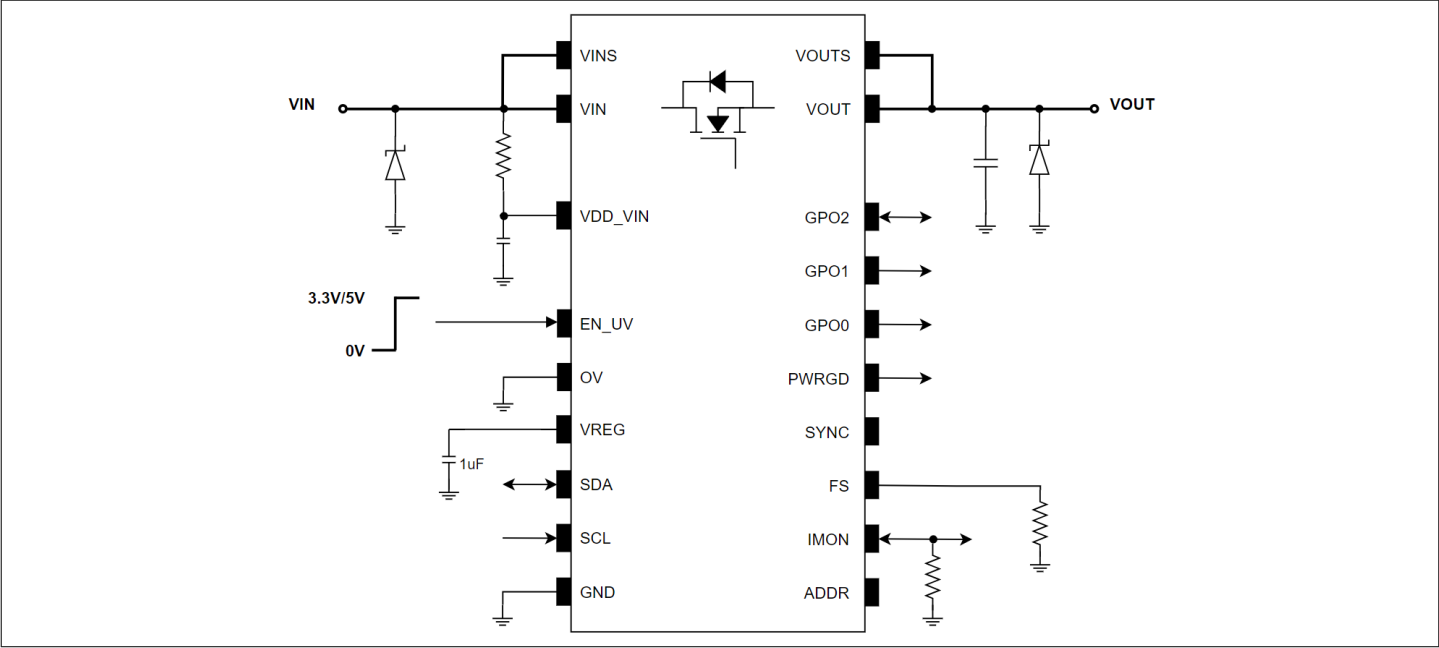 VINS
VOUTS
VIN
VIN
VOUT
VOUT
VDD_VIN
GPO2
GPO1
3.3V/5V
EN_UV
GPO0
0V
OV
PWRGD
VREG
SYNC
1uF
SDA
FS
SCL
IMON
GND
ADDR